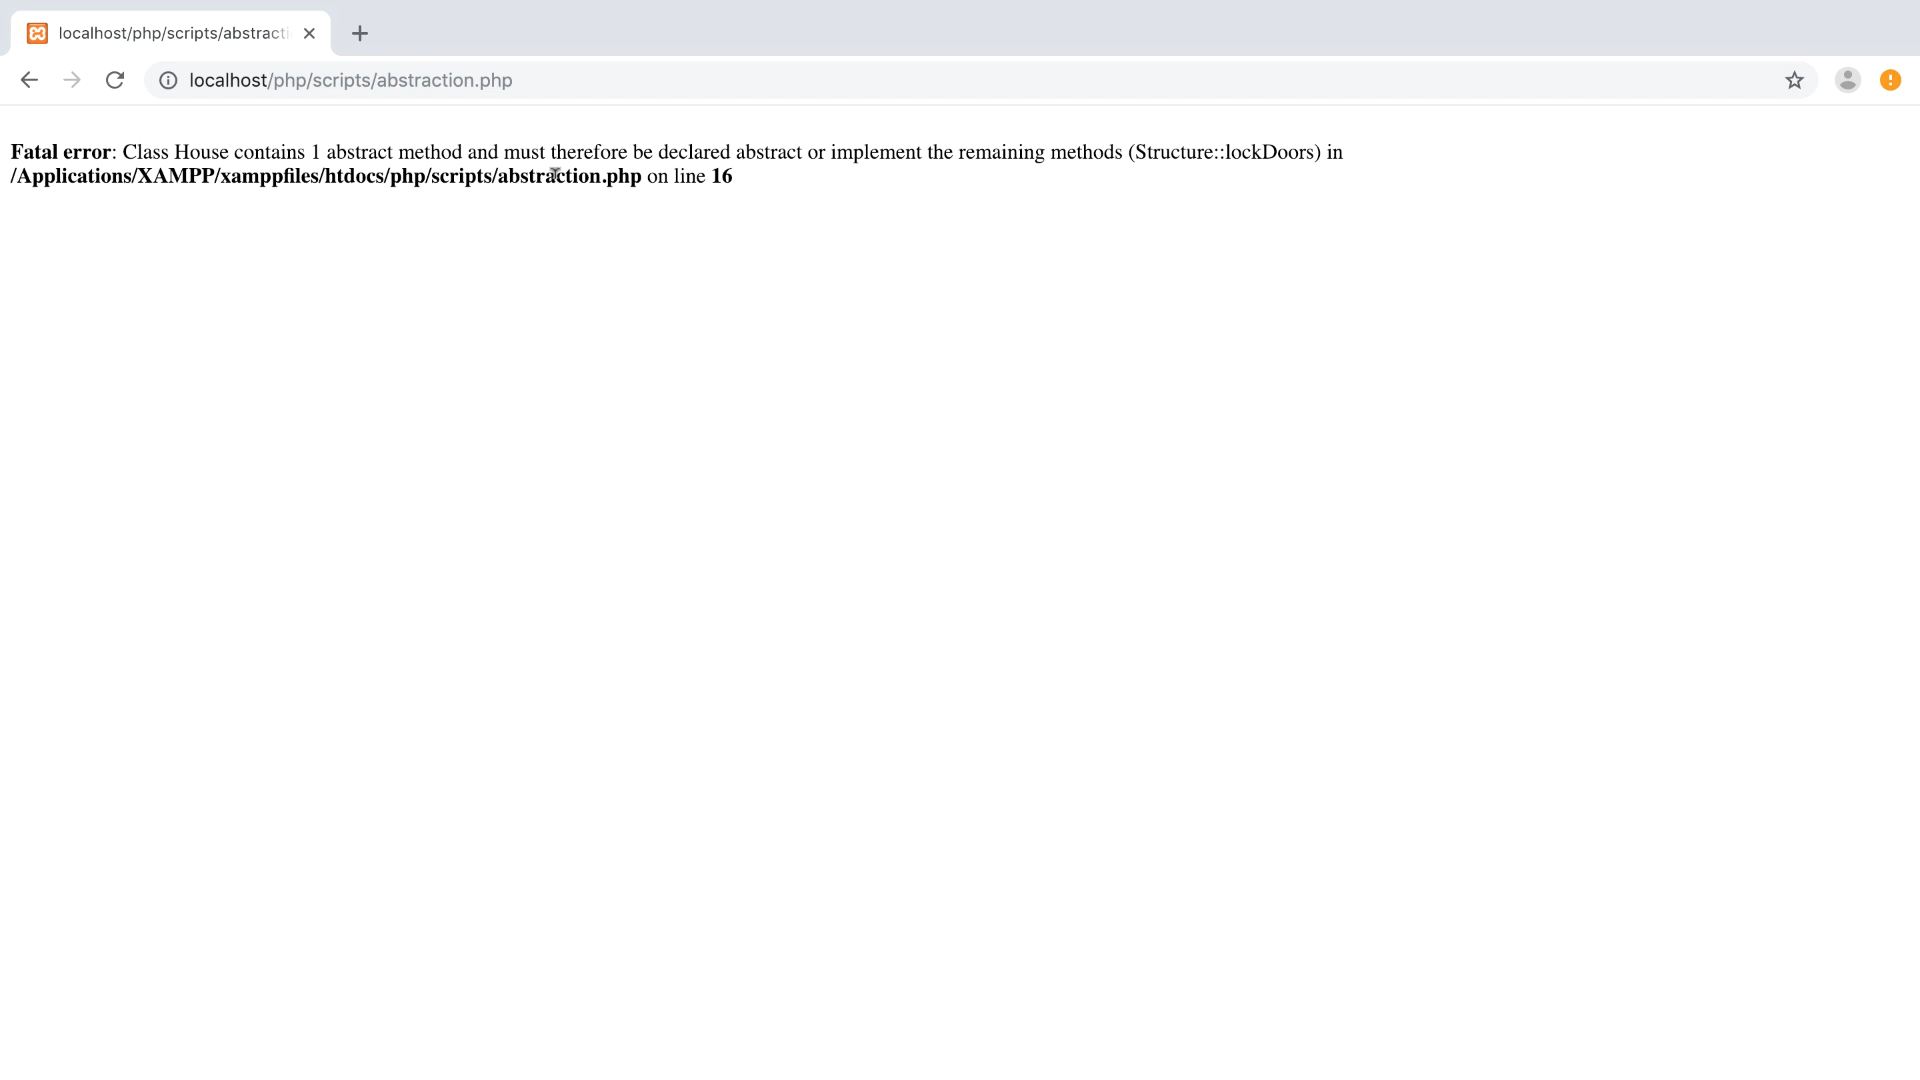 localhost/php/scripts/abstracti
localhost/php/scripts/abstraction.php
Fatal error: Class House contains 1 abstract method and must therefore be declared abstract or implement the remaining methods (Structure::lockDoors) in
/Applications/XAMPP/xamppfiles/htdocs/php/scripts/abstraction.php on line 16